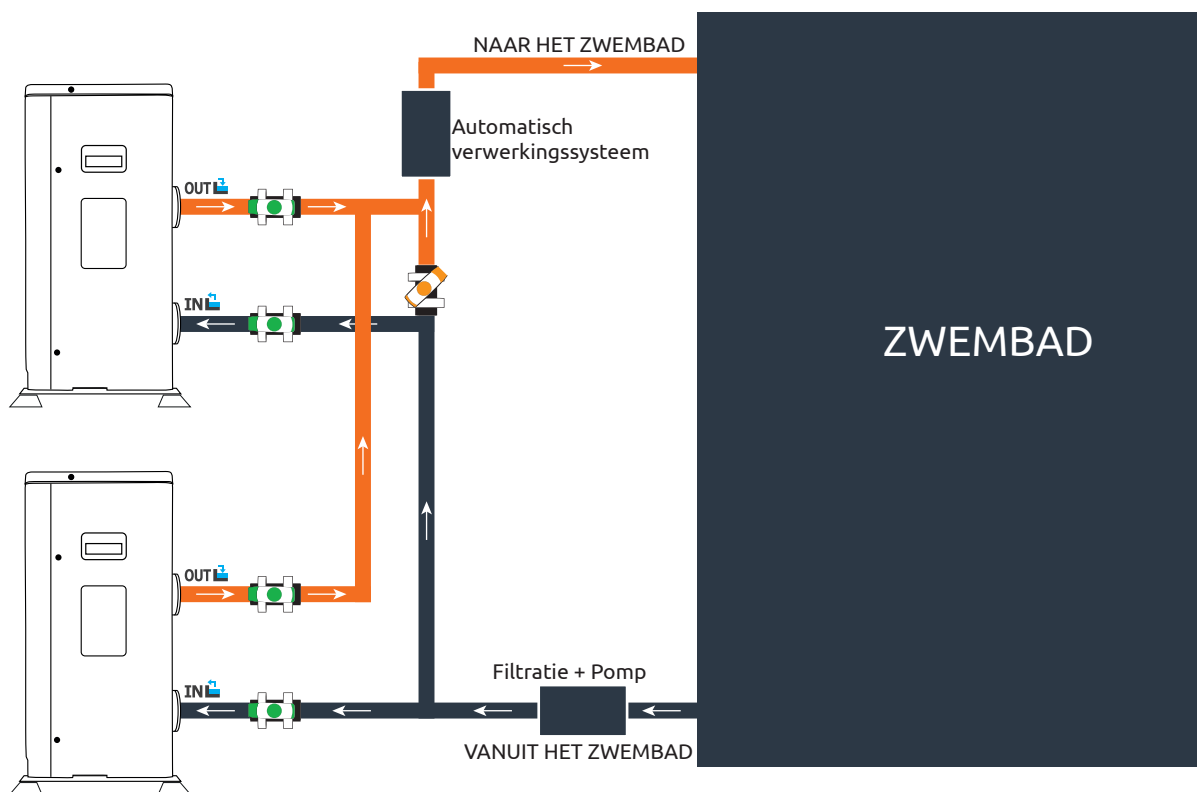 NAAR HET ZWEMBAD
Automatisch
verwerkingssysteem
OUT
IN
ZWEMBAD
OUT
Filtratie + Pomp
IN
VANUIT HET ZWEMBAD